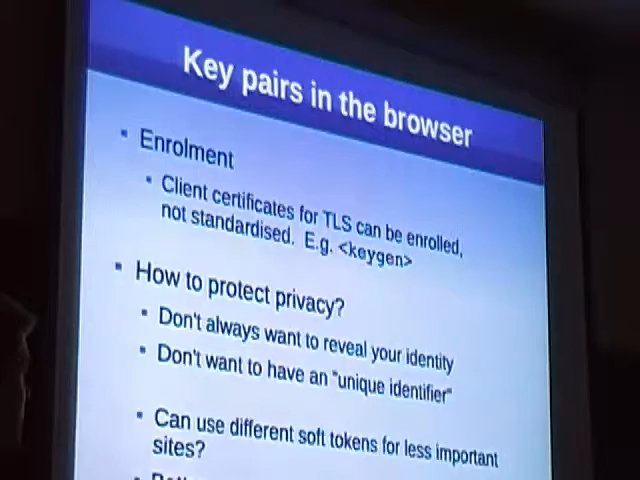 Key pairs in the browser
Enrolment
Client certificates for TLS can be enrolled,
not standardised. E.g. <keygen>
How to protect privacy?
Don't always want to reveal your identity
Don't want to have an "unique identifier"
Can use different soft tokens for less important
sites?